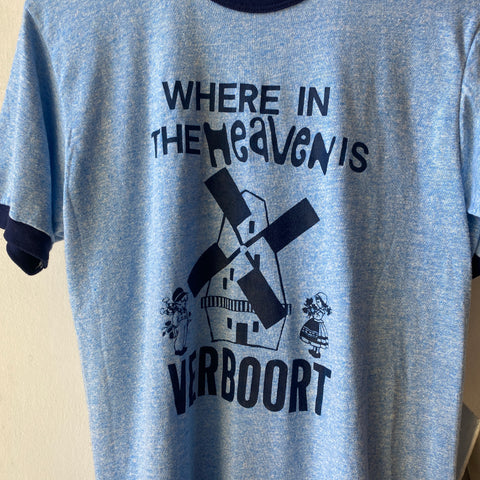 WHERE IN
THE HEAVEN IS
VERBOORT